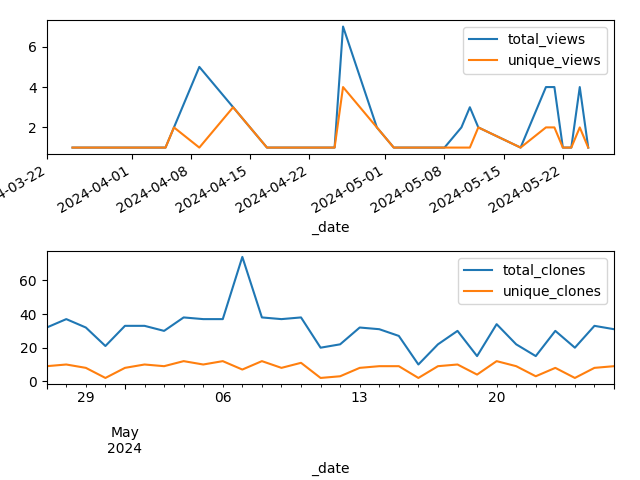 6
4
2
total_views
unique_views
4-03-22
2024-04-01
2024-04-08
2024-04-15
2024-04-22
2024-05-01
2024-05-08
2024-05-15
2024-05-22
_date
60
40
20
0
total_clones
unique_clones
29 06 13 20
May
2024
_date